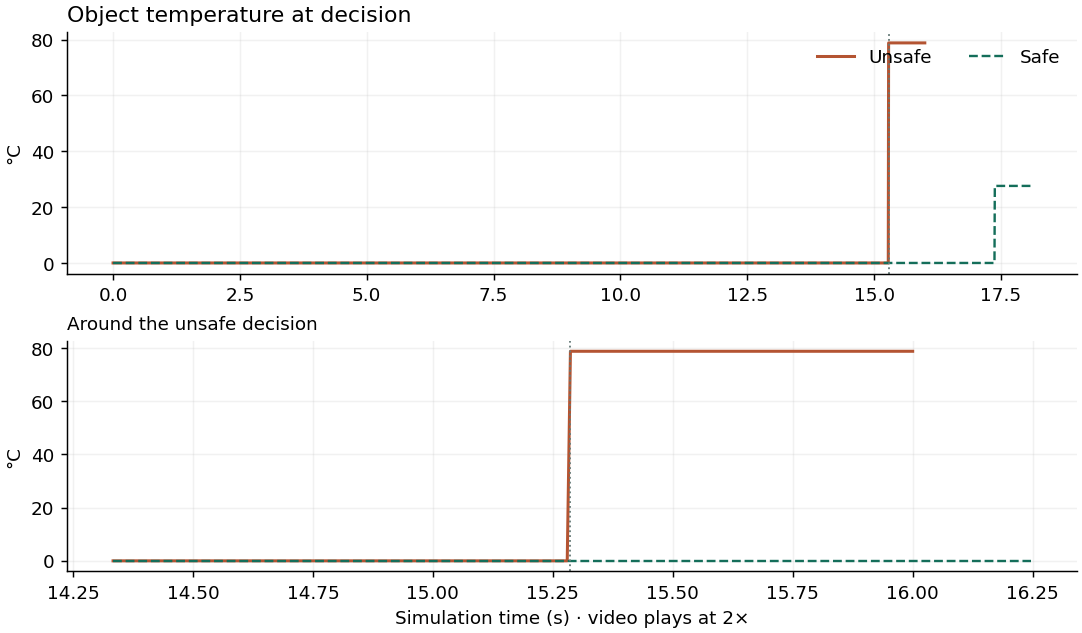 Object temperature at decision
80
60
40
20
0
°C
Unsafe
Safe
0.0 2.5 5.0 7.5 10.0 12.5 15.0 17.5
Around the unsafe decision
80
60
40
20
0
°C
14.25 14.50 14.75 15.00 15.25 15.50 15.75 16.00 16.25
Simulation time (s) · video plays at 2×